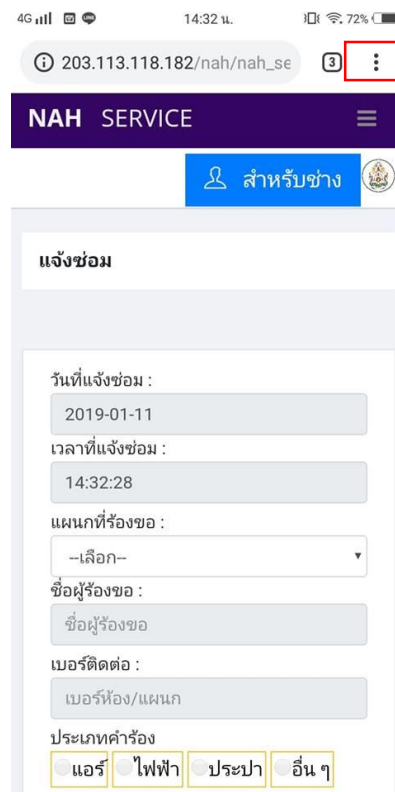 4G 14:32 น. 72%
203.113.118.182/nah/nah_se 3
NAH SERVICE
สำหรับช่าง
แจ้งซ่อม
วันที่แจ้งซ่อม :
2019-01-11
เวลาที่แจ้งซ่อม :
14:32:28
แผนกที่ร้องขอ :
--เลือก--
ชื่อผู้ร้องขอ :
ชื่อผู้ร้องขอ
เบอร์ติดต่อ :
เบอร์ห้อง/แผนก
ประเภทคำร้อง
แอร์ ไฟฟ้า ประปา อื่น ๆ